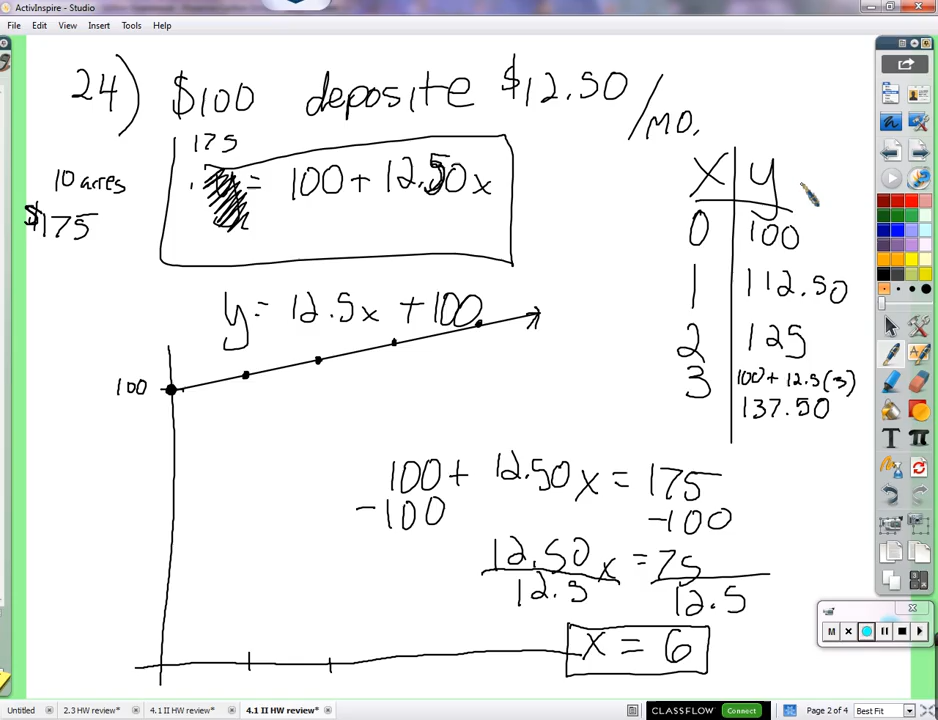 ActivInspire - Studio
File Edit View Insert Tools Help
24) $100 deposite $12.50 /mo.
175
= 100 + 12.50x
10 acres
$175
y = 12.5x + 100
100
x y
0 100
1 112.50
2 125
3 100 + 12.5(3)
137.50
100 + 12.50x = 175
-100 -100
12.50x = 75
12.5 12.5
x = 6
M
Untitled 2.3 HW review* 4.1 II HW review* 4.1 II HW review* CLASSFLOW Connect Page 2 of 4 Best Fit